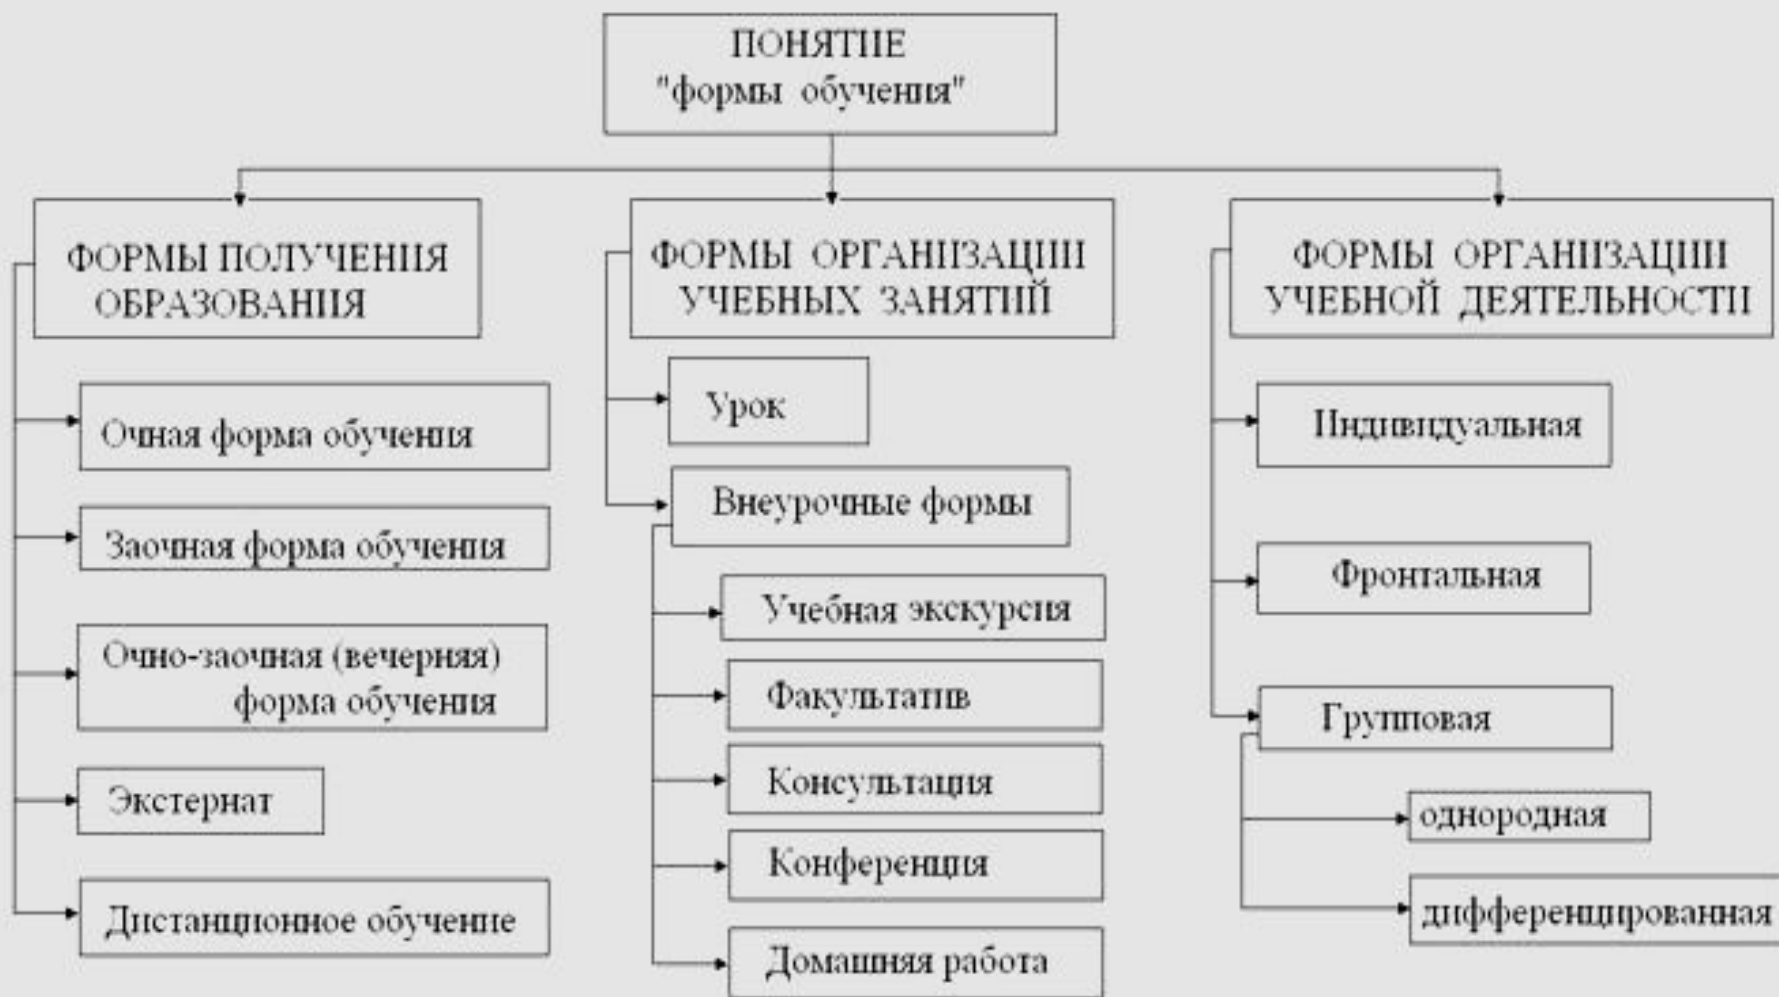 ПОНЯТИЕ
"формы обучения"
ФОРМЫ ПОЛУЧЕНИЯ
ОБРАЗОВАНИЯ
Очная форма обучения
Заочная форма обучения
Очно-заочная (вечерняя)
форма обучения
Экстернат
Дистанционное обучение
ФОРМЫ ОРГАНИЗАЦИИ
УЧЕБНЫХ ЗАНЯТИЙ
Урок
Внеурочные формы
Учебная экскурсия
Факультатив
Консультация
Конференция
Домашняя работа
ФОРМЫ ОРГАНИЗАЦИИ
УЧЕБНОЙ ДЕЯТЕЛЬНОСТИ
Индивидуальная
Фронтальная
Групповая
однородная
дифференцированная